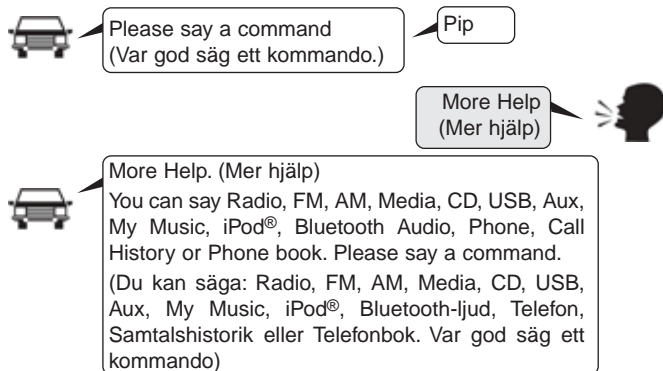 Please say a command
(Var god säg ett kommando.)
Pip
More Help
(Mer hjälp)
More Help. (Mer hjälp)
You can say Radio, FM, AM, Media, CD, USB, Aux,
My Music, iPod®, Bluetooth Audio, Phone, Call
History or Phone book. Please say a command.
(Du kan säga: Radio, FM, AM, Media, CD, USB,
Aux, My Music, iPod®, Bluetooth-ljud, Telefon,
Samtalshistorik eller Telefonbok. Var god säg ett
kommando)